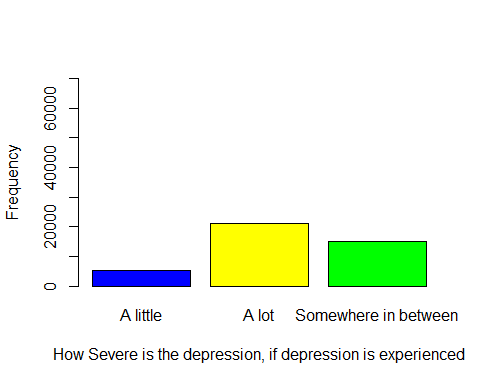 Frequency
60000
40000
20000
0
A little
A lot
Somewhere in between
How Severe is the depression, if depression is experienced